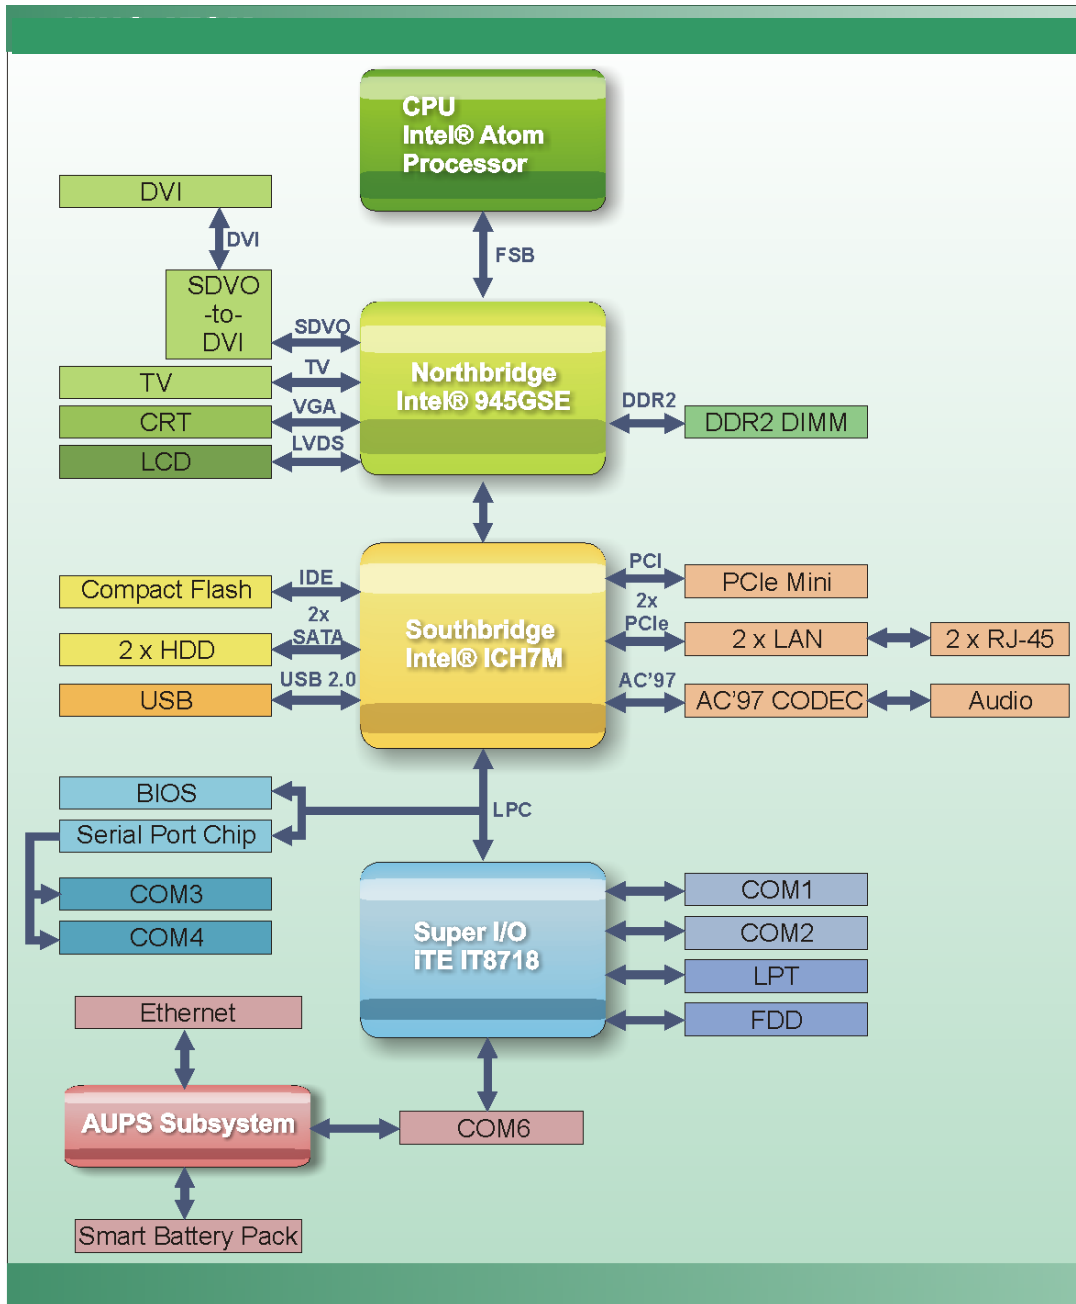 CPU
Intel® Atom
Processor
DVI
DVI
FSB
SDVO
-to-
DVI
SDVO
TV
TV
Northbridge
Intel® 945GSE
DDR2
DDR2 DIMM
CRT
VGA
LCD
LVDS
PCI
PCIe Mini
Compact Flash
IDE
2x
SATA
2 x HDD
Southbridge
Intel® ICH7M
2x
PCIe
2 x LAN
2 x RJ-45
USB
USB 2.0
AC'97
AC'97 CODEC
Audio
BIOS
LPC
Serial Port Chip
COM3
COM4
Super I/O
iTE IT8718
COM1
COM2
LPT
FDD
Ethernet
AUPS Subsystem
COM6
Smart Battery Pack